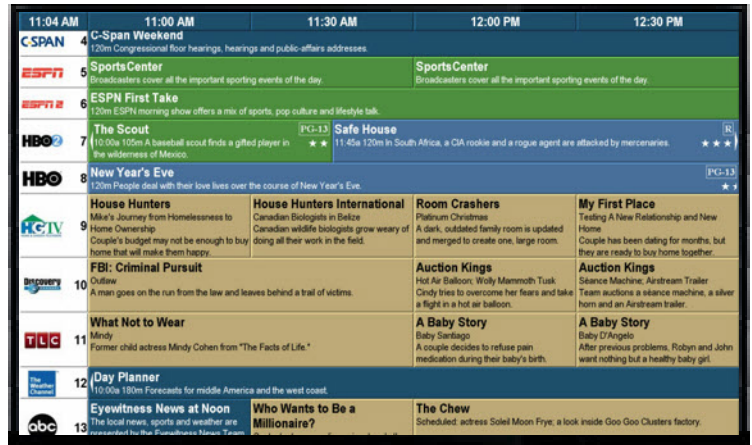 11:04 AM 11:00 AM 11:30 AM 12:00 PM 12:30 PM
C-SPAN 4 C-Span Weekend
120m Congressional floor hearings, hearings and public-affairs addresses.
ESPN 5 SportsCenter SportsCenter
Broadcasters cover all the important sporting events of the day. Broadcasters cover all the important sporting events of the day.
ESPN 2 6 ESPN First Take
120m ESPN morning show offers a mix of sports, pop culture and lifestyle talk.
HBO2 7 The Scout PG-13 Safe House R
10:00a 105m A baseball scout finds a gifted player in 11:45a 120m In South Africa, a CIA rookie and a rogue agent are attacked by mercenaries.
the wilderness of Mexico.
HBO 8 New Year's Eve PG-13
120m People deal with their love lives over the course of New Year's Eve.
House Hunters House Hunters International Room Crashers My First Place
Mike's Journey from Homelessness to Canadian Biologists in Belize Platinum Christmas Testing A New Relationship and New
HGTV 9 Home Ownership Canadian wildlife biologists grow weary of A dark, outdated family room is updated Home
Couple's budget may not be enough to buy doing all their work in the field. and merged to create one, large room. Couple has been dating for months, but
home that will make them happy. they are ready to buy home together.
FBI: Criminal Pursuit Auction Kings Auction Kings
Discovery CHANNEL 10 Outlaw Hot Air Balloon; Wolly Mammoth Tusk Séance Machine; Airstream Trailer
A man goes on the run from the law and leaves behind a trail of victims. Cindy tries to overcome her fears and take Team auctions a séance machine, a silver
a flight in a hot air balloon. horn and an Airstream trailer.
What Not to Wear A Baby Story A Baby Story
TLC 11 Mindy Baby Santiago Baby D'Angelo
Former child actress Mindy Cohen from "The Facts of Life." A couple decides to refuse pain After previous problems, Robyn and John
medication during their baby's birth. want nothing but a healthy baby girl.
The Weather Channel 12 Day Planner
10:00a 180m Forecasts for middle America and the west coast.
Eyewitness News at Noon Who Wants to Be a The Chew
abc 13 The local news, sports and weather are Millionaire? Scheduled: actress Soleil Moon Frye; a look inside Goo Goo Clusters factory.
presented by the Eyewitness News Team